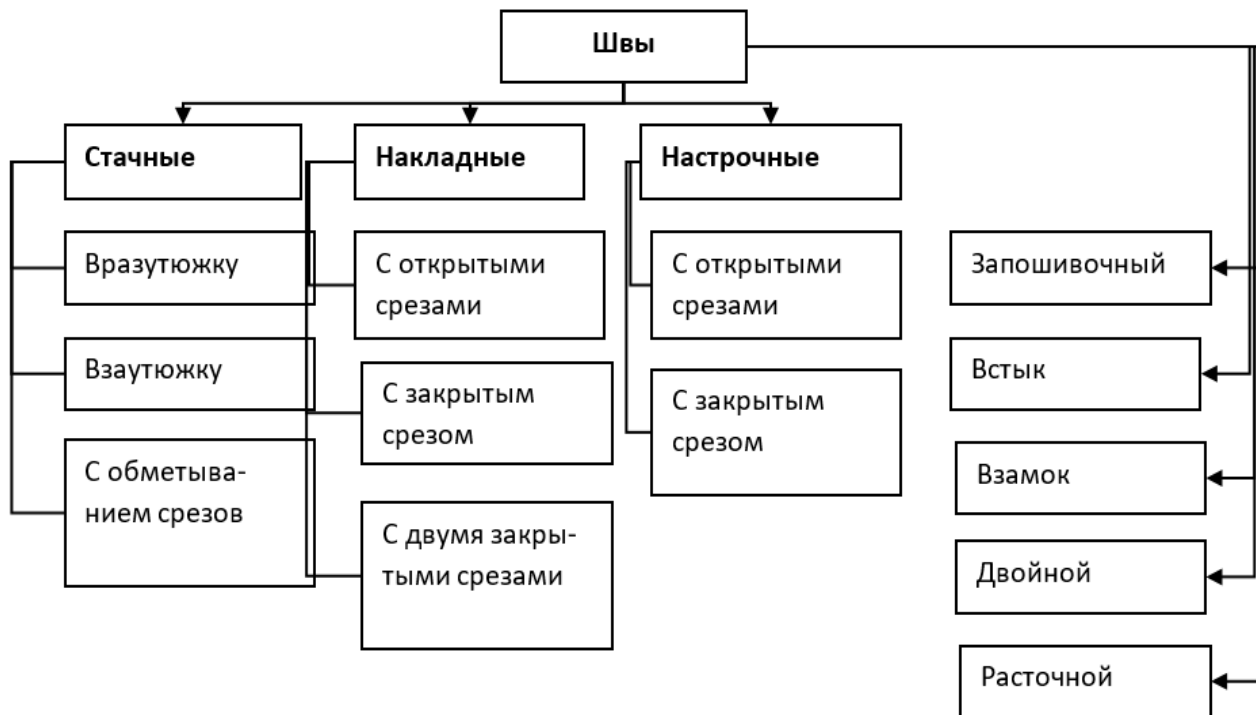 Швы
Стачные
Накладные
Настрочные
Вразутюжку
С открытыми
срезами
С открытыми
срезами
Запошивочный
Взаутюжку
С закрытым
срезом
С закрытым
срезом
Встык
С обметыва-
нием срезов
С двумя закры-
тыми срезами
Взамок
Двойной
Расточной